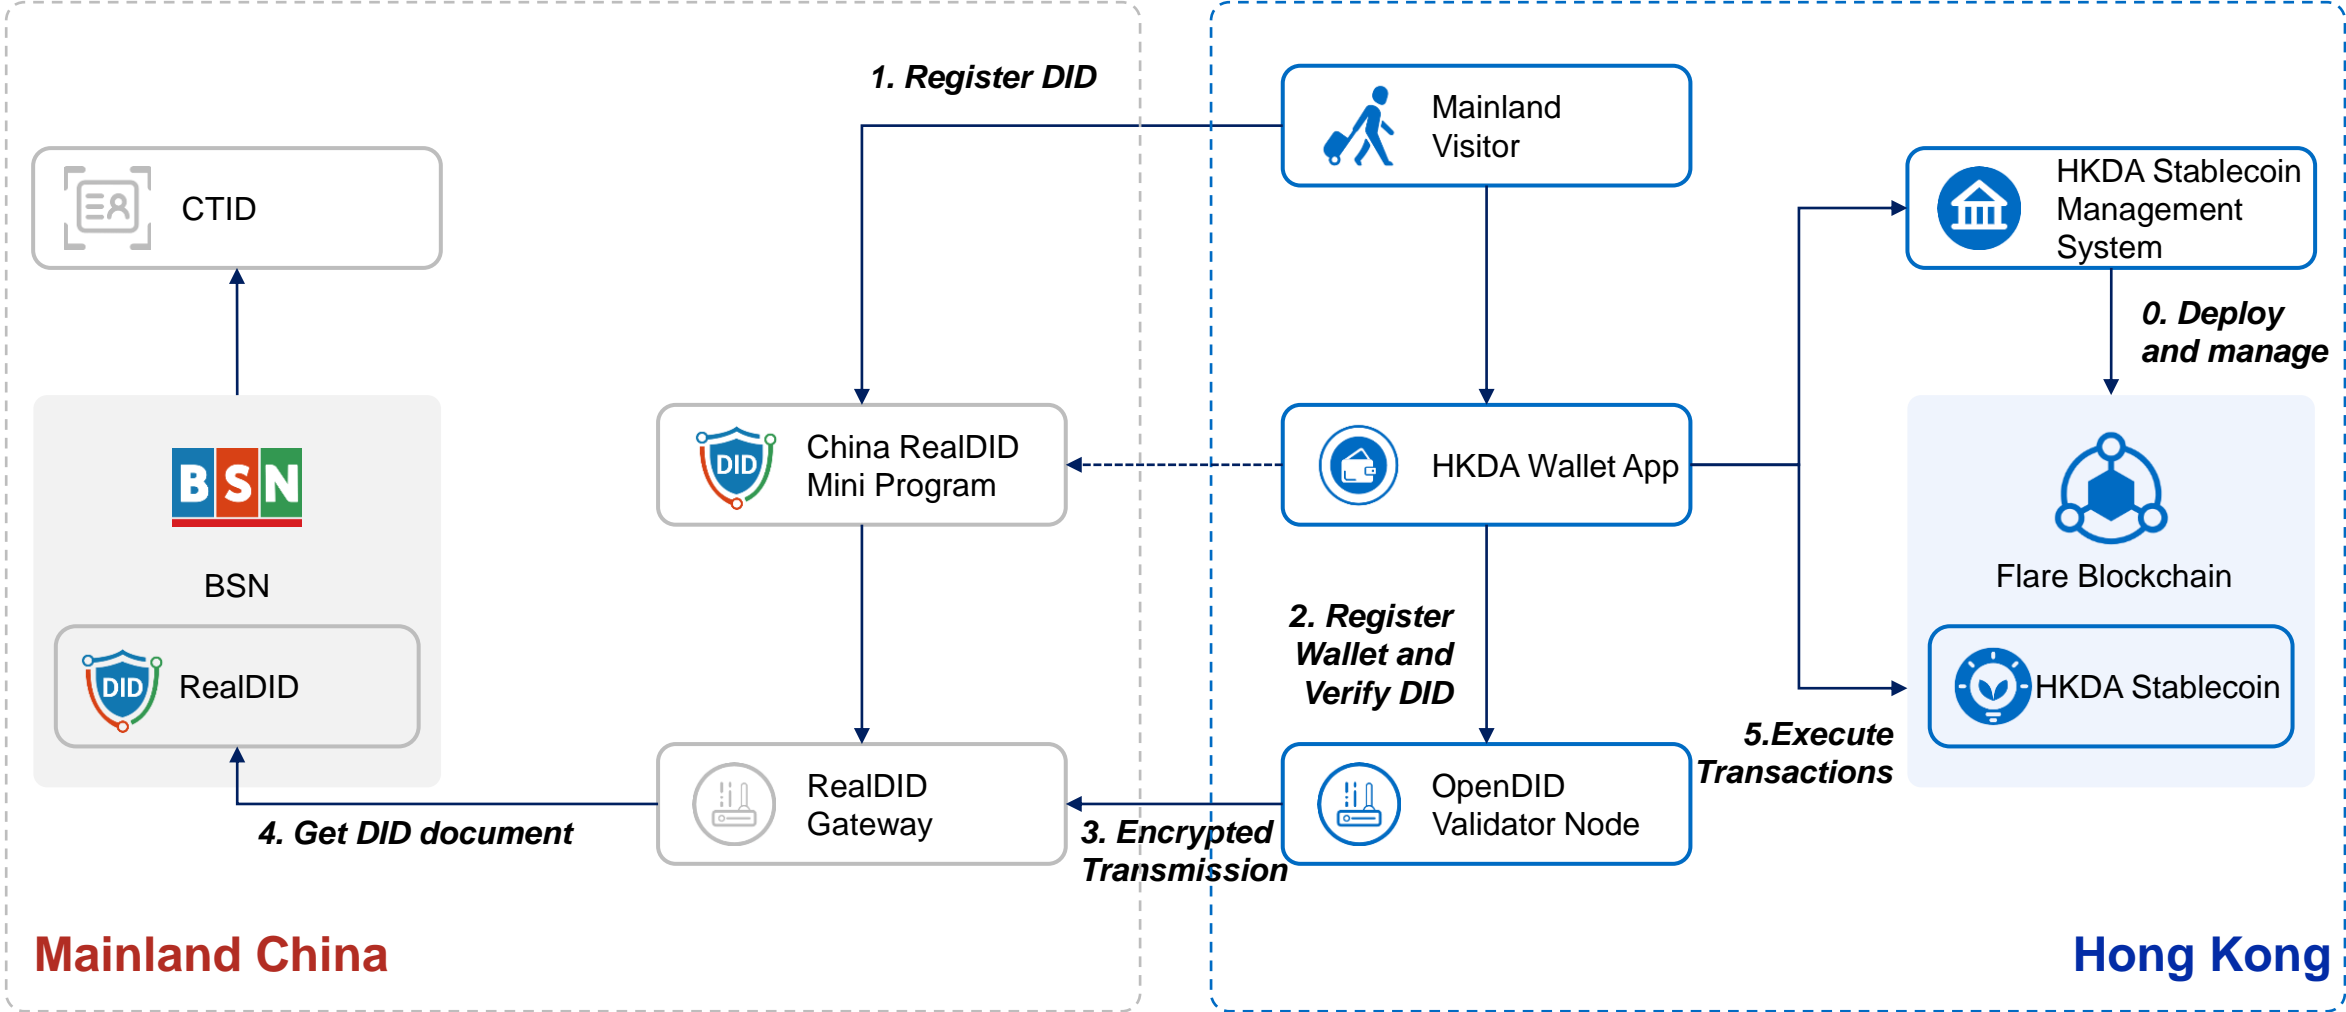 1. Register DID
Mainland
Visitor
CTID
HKDA Stablecoin
Management
System
0. Deploy
and manage
BSN
BSN
RealDID
DID
China RealDID
Mini Program
DID
HKDA Wallet App
Flare Blockchain
HKDA Stablecoin
2. Register
Wallet and
Verify DID
5.Execute
Transactions
RealDID
Gateway
OpenDID
Validator Node
3. Encrypted
Transmission
4. Get DID document
Mainland China
Hong Kong